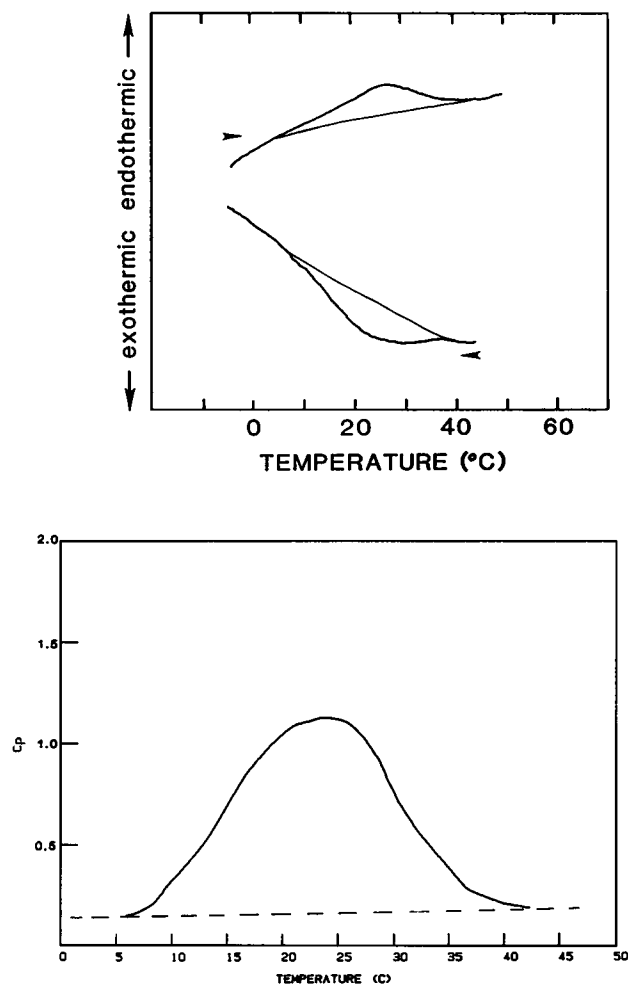 ← exothermic endothermic →
0 20 40 60
TEMPERATURE (°C)
2.0
1.5
1.0
0.5
Cp
0 5 10 15 20 25 30 35 40 45 50
TEMPERATURE (C)